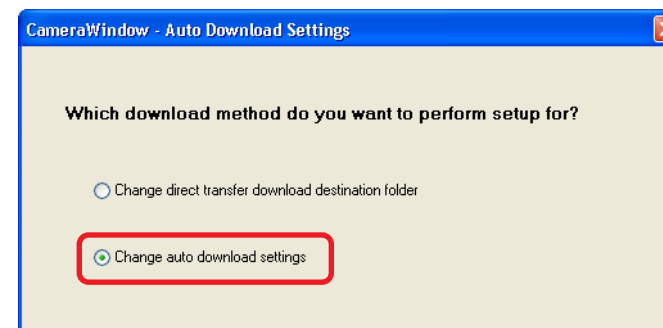 CameraWindow - Auto Download Settings
Which download method do you want to perform setup for?
Change direct transfer download destination folder
Change auto download settings